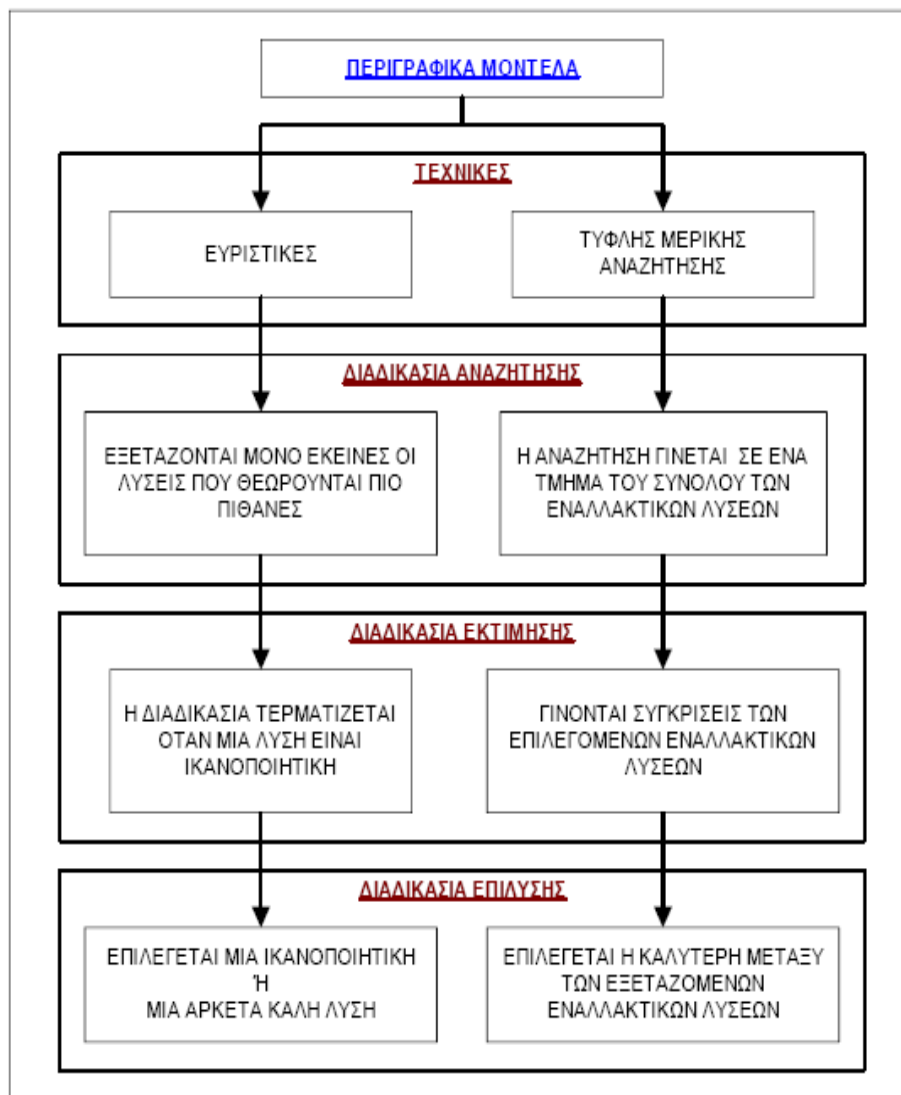 ΠΕΡΙΓΡΑΦΙΚΑ ΜΟΝΤΕΛΑ
ΤΕΧΝΙΚΕΣ
ΕΥΡΙΣΤΙΚΕΣ
ΤΥΦΛΗΣ ΜΕΡΙΚΗΣ
ΑΝΑΖΗΤΗΣΗΣ
ΔΙΑΔΙΚΑΣΙΑ ΑΝΑΖΗΤΗΣΗΣ
ΕΞΕΤΑΖΟΝΤΑΙ ΜΟΝΟ ΕΚΕΙΝΕΣ ΟΙ
ΛΥΣΕΙΣ ΠΟΥ ΘΕΩΡΟΥΝΤΑΙ ΠΙΟ
ΠΙΘΑΝΕΣ
Η ΑΝΑΖΗΤΗΣΗ ΓΙΝΕΤΑΙ ΣΕ ΕΝΑ
ΤΜΗΜΑ ΤΟΥ ΣΥΝΟΛΟΥ ΤΩΝ
ΕΝΑΛΛΑΚΤΙΚΩΝ ΛΥΣΕΩΝ
ΔΙΑΔΙΚΑΣΙΑ ΕΚΤΙΜΗΣΗΣ
Η ΔΙΑΔΙΚΑΣΙΑ ΤΕΡΜΑΤΙΖΕΤΑΙ
ΟΤΑΝ ΜΙΑ ΛΥΣΗ ΕΙΝΑΙ
ΙΚΑΝΟΠΟΙΗΤΙΚΗ
ΓΙΝΟΝΤΑΙ ΣΥΓΚΡΙΣΕΙΣ ΤΩΝ
ΕΠΙΛΕΓΟΜΕΝΩΝ ΕΝΑΛΛΑΚΤΙΚΩΝ
ΛΥΣΕΩΝ
ΔΙΑΔΙΚΑΣΙΑ ΕΠΙΛΥΣΗΣ
ΕΠΙΛΕΓΕΤΑΙ ΜΙΑ ΙΚΑΝΟΠΟΙΗΤΙΚΗ
Ή
ΜΙΑ ΑΡΚΕΤΑ ΚΑΛΗ ΛΥΣΗ
ΕΠΙΛΕΓΕΤΑΙ Η ΚΑΛΥΤΕΡΗ ΜΕΤΑΞΥ
ΤΩΝ ΕΞΕΤΑΖΟΜΕΝΩΝ
ΕΝΑΛΛΑΚΤΙΚΩΝ ΛΥΣΕΩΝ